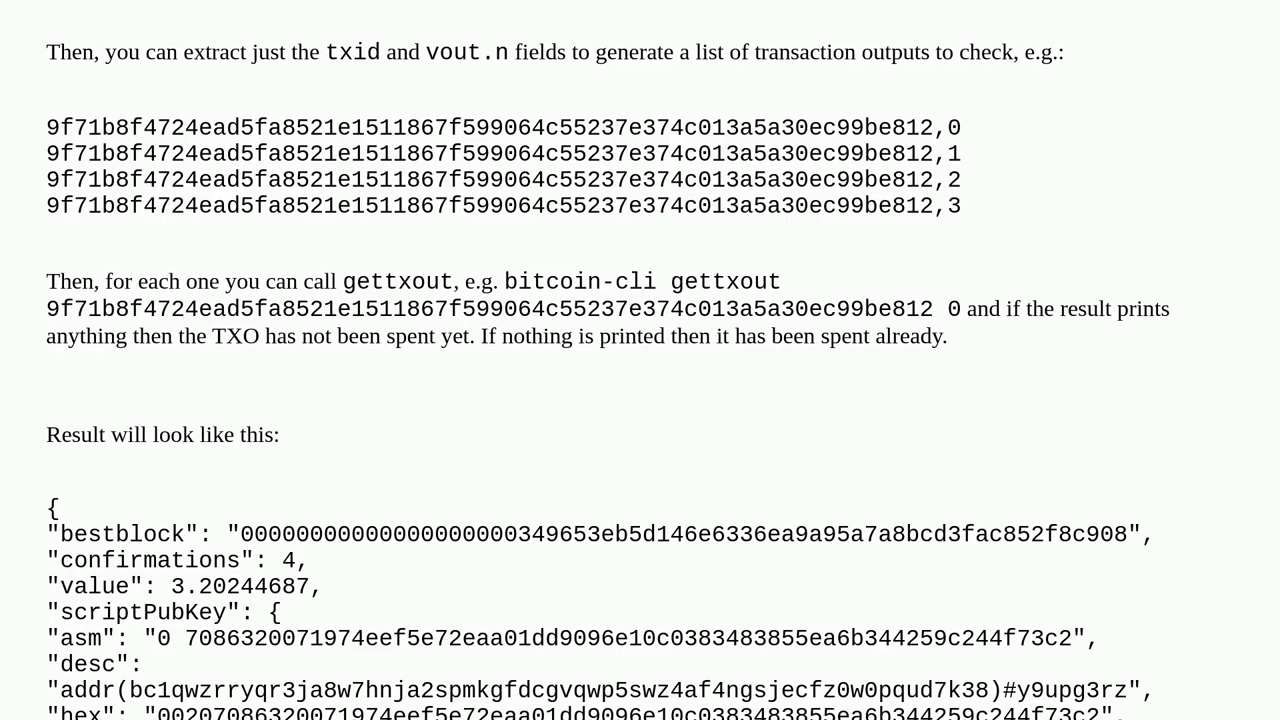 Then, you can extract just the txid and vout.n fields to generate a list of transaction outputs to check, e.g.:
9f71b8f4724ead5fa8521e1511867f599064c55237e374c013a5a30ec99be812,0
9f71b8f4724ead5fa8521e1511867f599064c55237e374c013a5a30ec99be812,1
9f71b8f4724ead5fa8521e1511867f599064c55237e374c013a5a30ec99be812,2
9f71b8f4724ead5fa8521e1511867f599064c55237e374c013a5a30ec99be812,3
Then, for each one you can call gettxout, e.g. bitcoin-cli gettxout
9f71b8f4724ead5fa8521e1511867f599064c55237e374c013a5a30ec99be812 0 and if the result prints
anything then the TXO has not been spent yet. If nothing is printed then it has been spent already.
Result will look like this:
{
"bestblock": "00000000000000000000349653eb5d146e6336ea9a95a7a8bcd3fac852f8c908",
"confirmations": 4,
"value": 3.20244687,
"scriptPubKey": {
"asm": "0 7086320071974eef5e72eaa01dd9096e10c0383483855ea6b344259c244f73c2",
"desc":
"addr(bc1qwzrryqr3ja8w7hnja2spmkgfdcgvqwp5swz4af4ngsjecfz0w0pqud7k38)#y9upg3rz",
"hex": "00207086320071974eef5e72eaa01dd9096e10c0383483855ea6b344259c244f73c2",